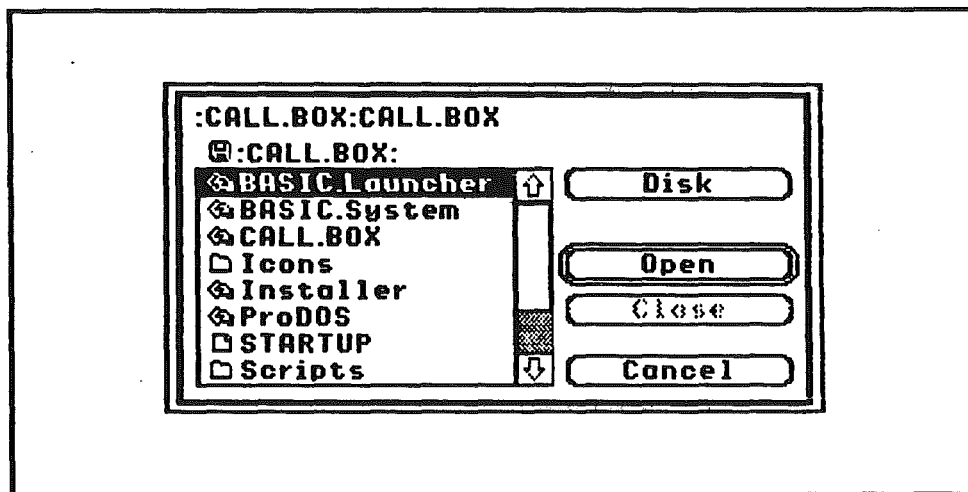 :CALL.BOX:CALL.BOX
:CALL.BOX:
BASIC.Launcher
BASIC.System
CALL.BOX
Icons
Installer
ProDOS
STARTUP
Scripts
Disk
Open
Close
Cancel